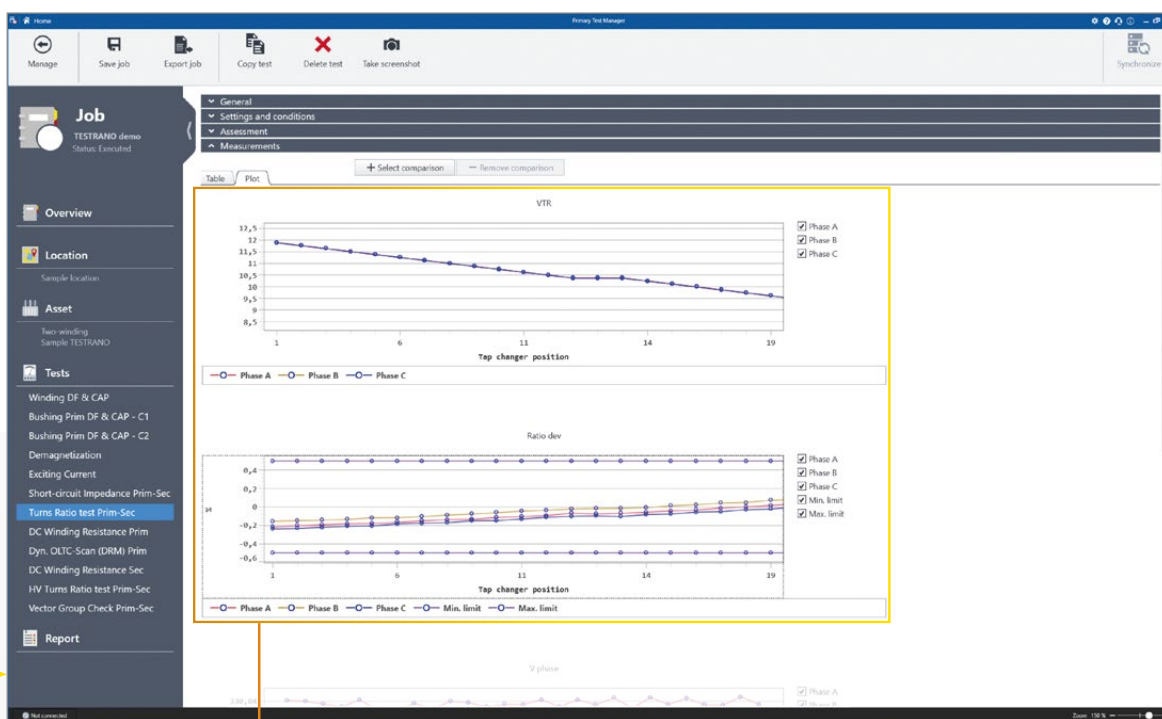 Home
Primary Test Manager
Manage
Save job
Export job
Copy test
Delete test
Take screenshot
Synchronize
Job
TESTRANO demo
Status: Executed
General
Settings and conditions
Assessment
Measurements
+ Select comparison
− Remove comparison
Table
Plot
Overview
Location
Sample location
Asset
Two-winding
Sample TESTRANO
Tests
Winding DF & CAP
Bushing Prim DF & CAP - C1
Bushing Prim DF & CAP - C2
Demagnetization
Exciting Current
Short-circuit Impedance Prim-Sec
Turns Ratio test Prim-Sec
DC Winding Resistance Prim
Dyn. OLTC-Scan (DRM) Prim
DC Winding Resistance Sec
HV Turns Ratio test Prim-Sec
Vector Group Check Prim-Sec
Report
VTR
12,5
12
11,5
11
10,5
10
9,5
9
8,5
1 6 11 14 19
Tap changer position
Phase A
Phase B
Phase C
Phase A Phase B Phase C
Ratio dev
%
0,4
0,2
0
-0,2
-0,4
-0,6
1 6 11 14 19
Tap changer position
Phase A
Phase B
Phase C
Min. limit
Max. limit
Phase A Phase B Phase C Min. limit Max. limit
V phase
Phase A
Not connected
Zoom 150 %